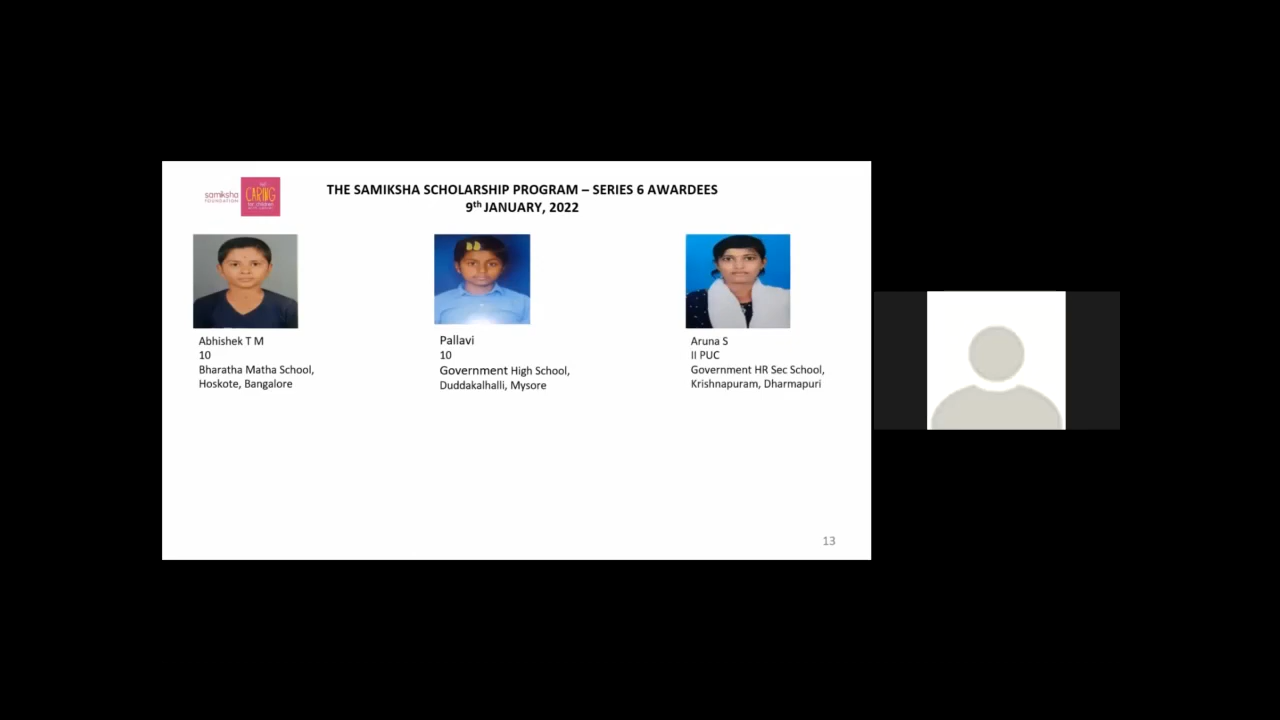 THE SAMIKSHA SCHOLARSHIP PROGRAM – SERIES 6 AWARDEES
9th JANUARY, 2022
samiksha
FOUNDATION
CARING
Abhishek T M
10
Bharatha Matha School,
Hoskote, Bangalore
Pallavi
10
Government High School,
Duddakalhalli, Mysore
Aruna S
II PUC
Government HR Sec School,
Krishnapuram, Dharmapuri
13